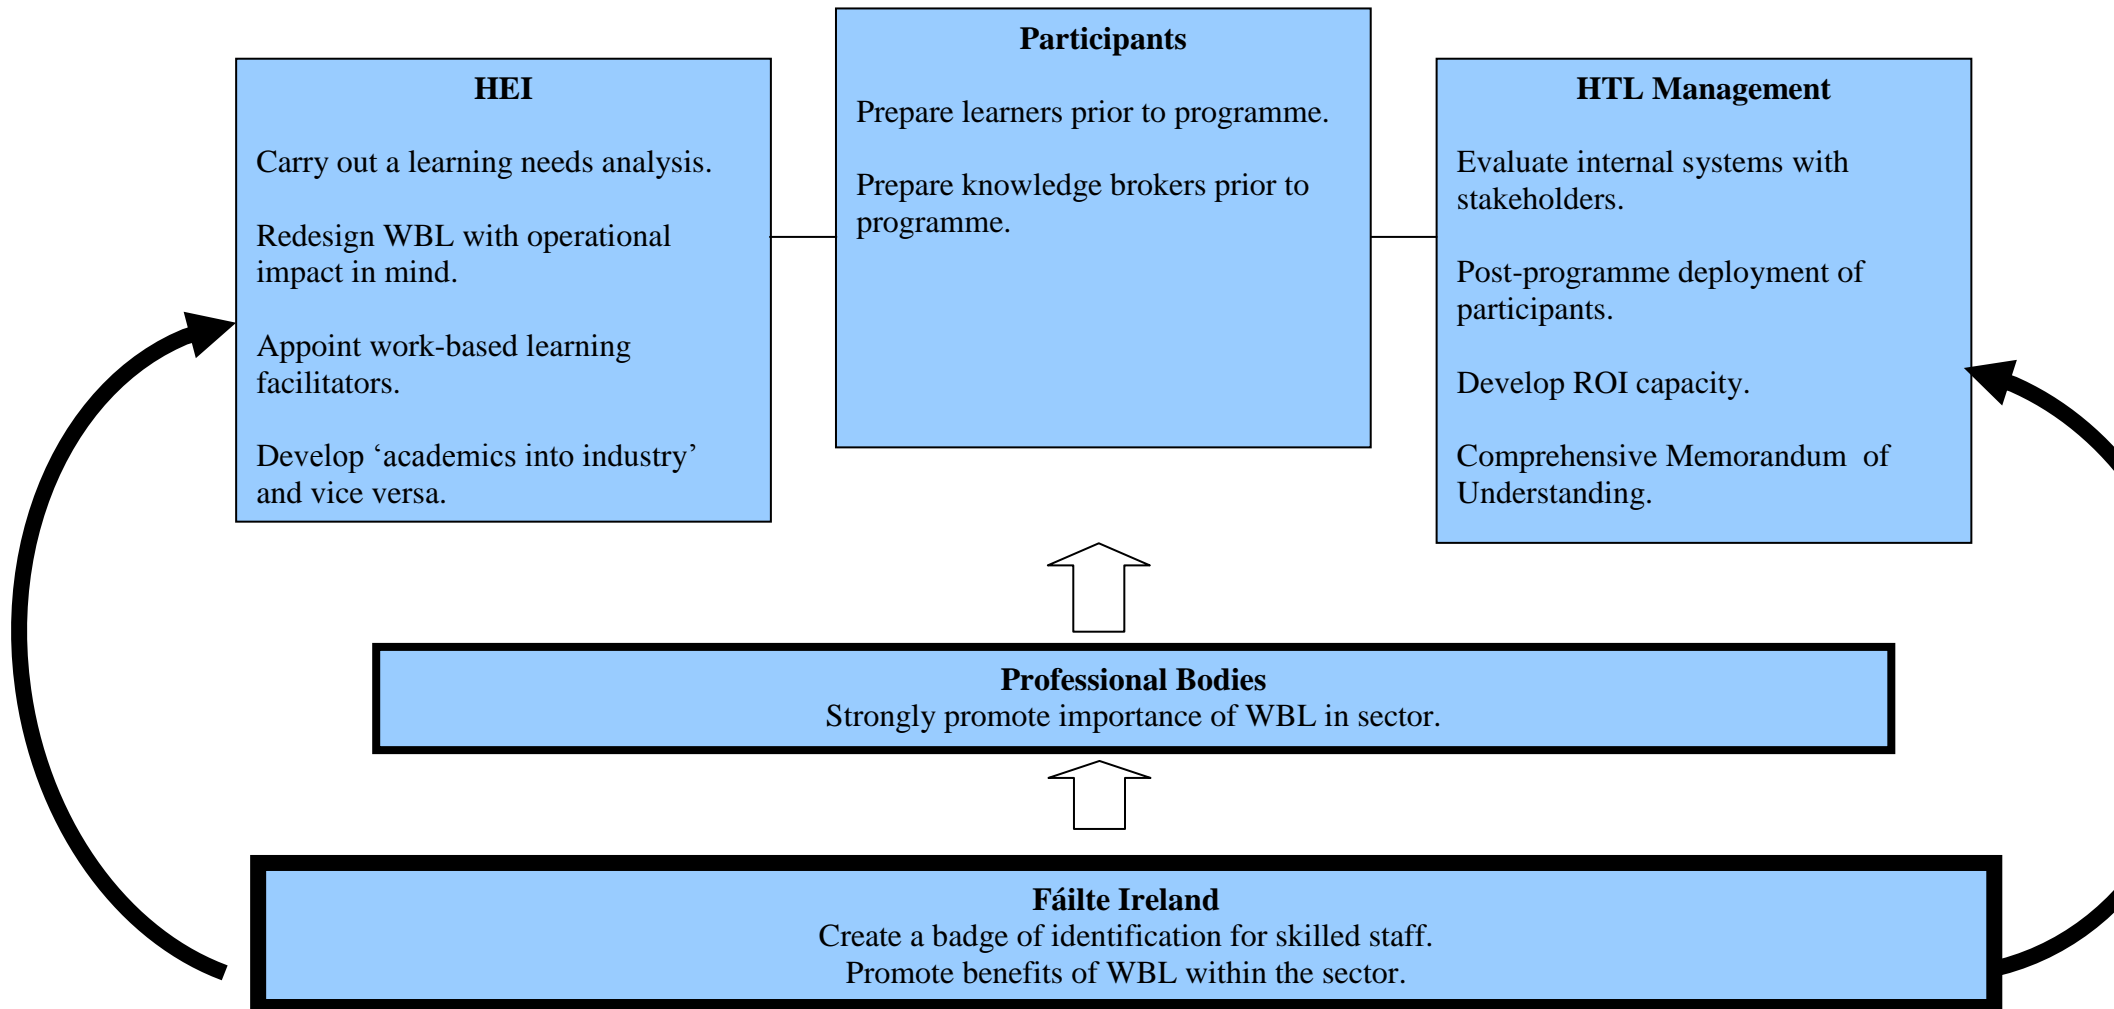 HEI
Carry out a learning needs analysis.
Redesign WBL with operational
impact in mind.
Appoint work-based learning
facilitators.
Develop ‘academics into industry’
and vice versa.
Participants
Prepare learners prior to programme.
Prepare knowledge brokers prior to
programme.
HTL Management
Evaluate internal systems with
stakeholders.
Post-programme deployment of
participants.
Develop ROI capacity.
Comprehensive Memorandum  of
Understanding.
Professional Bodies
Strongly promote importance of WBL in sector.
Fáilte Ireland
Create a badge of identification for skilled staff.
Promote benefits of WBL within the sector.